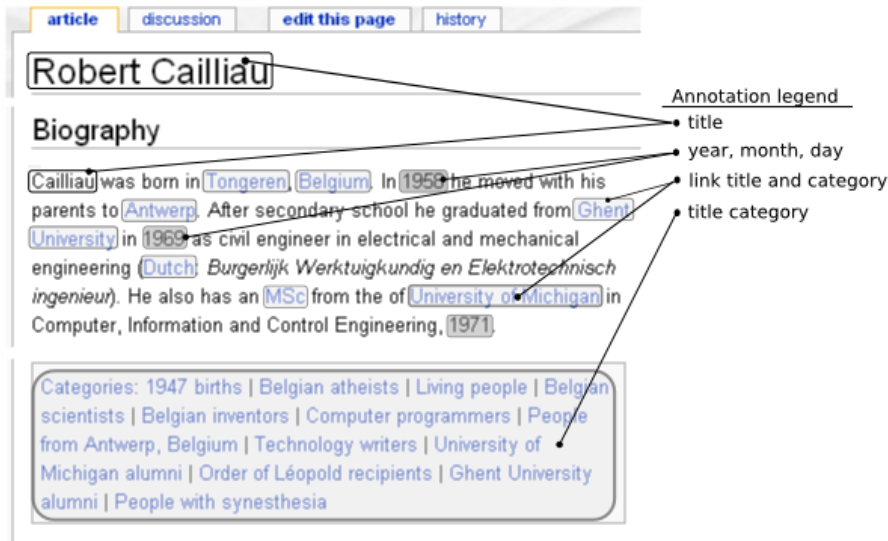 article discussion edit this page history
Robert Cailliau
Biography
Cailliau was born in Tongeren, Belgium. In 1958 he moved with his
parents to Antwerp. After secondary school he graduated from Ghent
University in 1969 as civil engineer in electrical and mechanical
engineering (Dutch: Burgerlijk Werktuigkundig en Elektrotechnisch
ingenieur). He also has an MSc from the of University of Michigan in
Computer, Information and Control Engineering, 1971.
Categories: 1947 births | Belgian atheists | Living people | Belgian
scientists | Belgian inventors | Computer programmers | People
from Antwerp, Belgium | Technology writers | University of
Michigan alumni | Order of Léopold recipients | Ghent University
alumni | People with synesthesia
Annotation legend
title
year, month, day
link title and category
title category